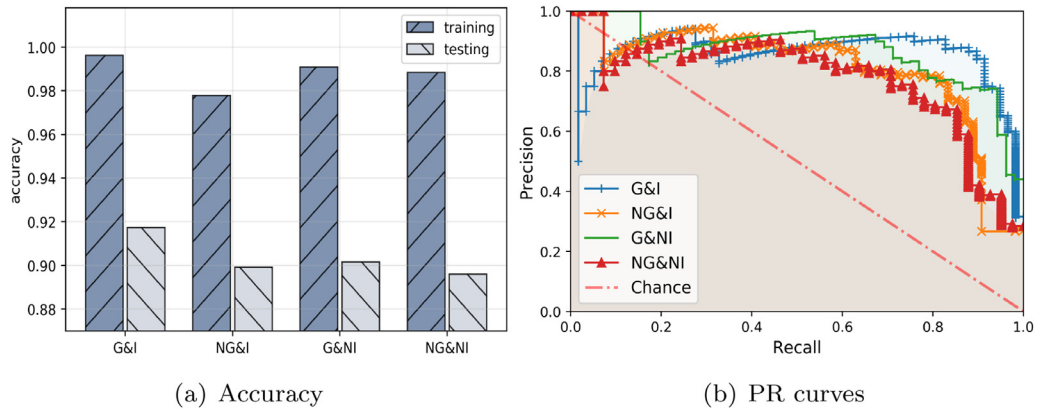 training
testing
1.00
0.98
0.96
0.94
0.92
0.90
0.88
accuracy
G&I NG&I G&NI NG&NI
(a) Accuracy
1.0
0.8
0.6
0.4
0.2
0.0
Precision
G&I
NG&I
G&NI
NG&NI
Chance
0.0 0.2 0.4 0.6 0.8 1.0
Recall
(b) PR curves